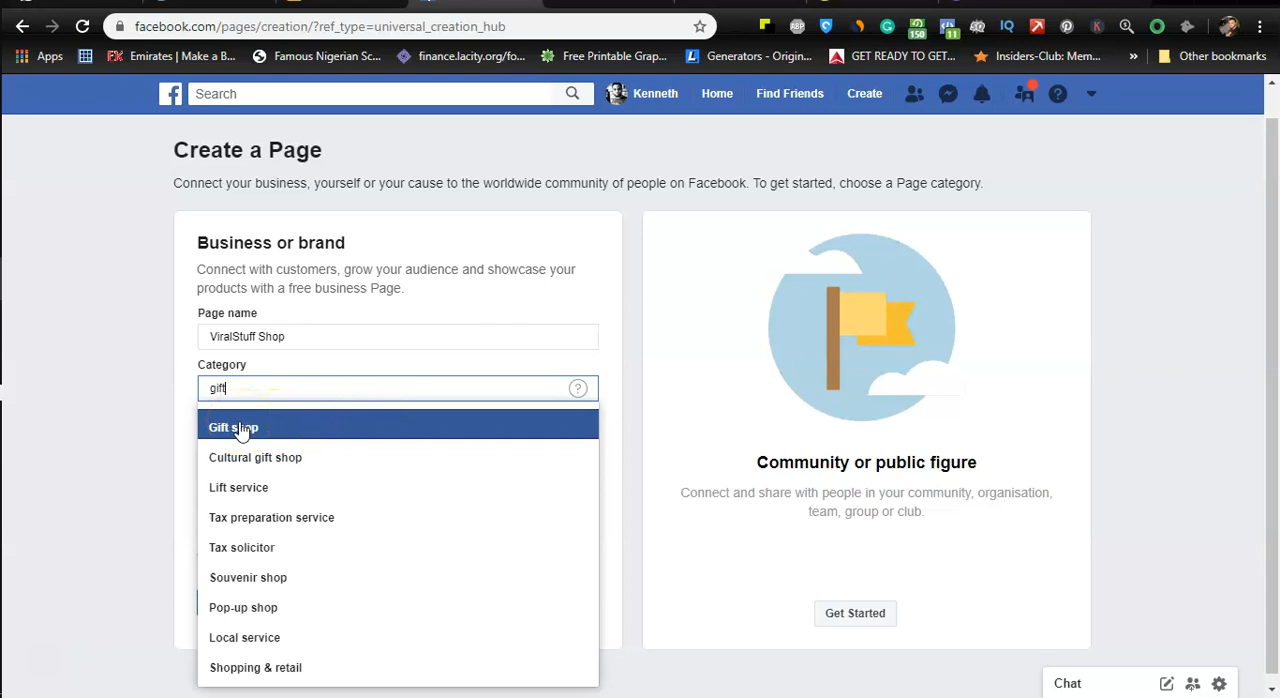 facebook.com/pages/creation/?ref_type=universal_creation_hub
150
11
IQ
K
Apps
Emirates | Make a B...
Famous Nigerian Sc...
finance.lacity.org/fo...
Free Printable Grap...
Generators - Origin...
GET READY TO GET...
Insiders-Club: Mem...
»
Other bookmarks
Search
Kenneth
Home
Find Friends
Create
Create a Page
Connect your business, yourself or your cause to the worldwide community of people on Facebook. To get started, choose a Page category.
Business or brand
Connect with customers, grow your audience and showcase your
products with a free business Page.
Page name
ViralStuff Shop
Category
gift
?
Gift shop
Cultural gift shop
Lift service
Tax preparation service
Tax solicitor
Souvenir shop
Pop-up shop
Local service
Shopping & retail
Community or public figure
Connect and share with people in your community, organisation,
team, group or club.
Get Started
Chat